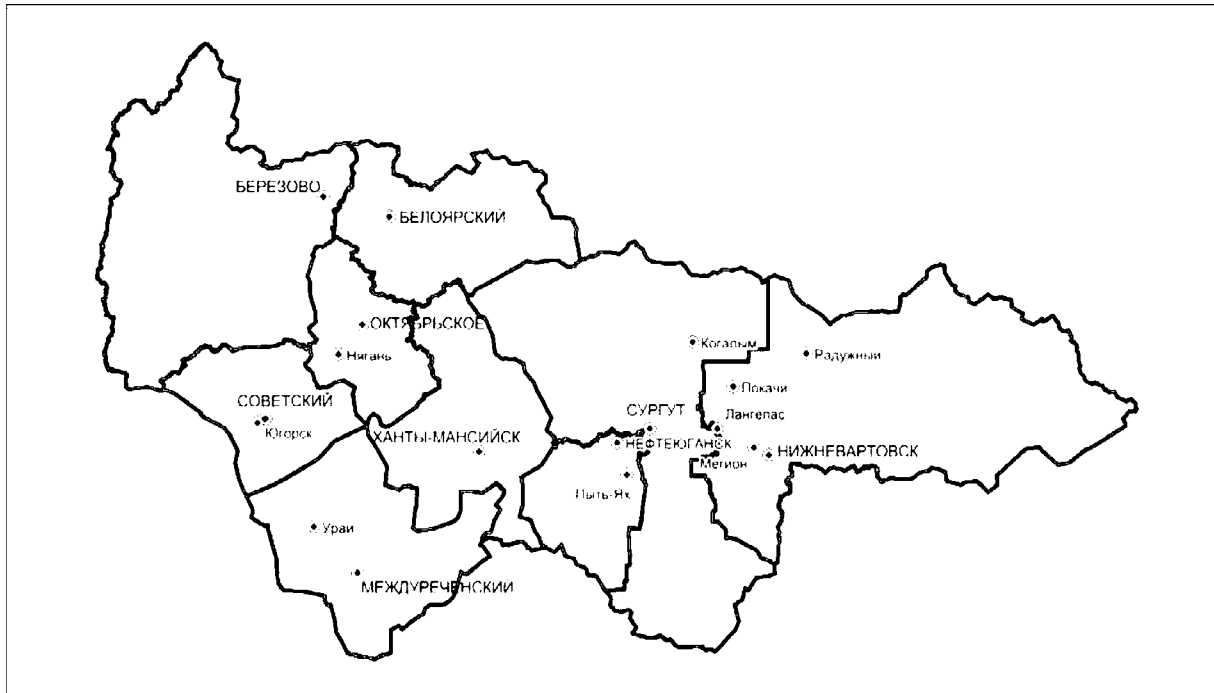 БЕРЕЗОВО
БЕЛОЯРСКИЙ
ОКТЯБРЬСКОЕ
Нягань
Когалым
Радужный
Покачи
СОВЕТСКИЙ
Югорск
СУРГУТ
Лангепас
ХАНТЫ-МАНСИЙСК
НЕФТЕЮГАНСК
НИЖНЕВАРТОВСК
Мегион
Пыть-Ях
Ураи
МЕЖДУРЕЧЕНСКИЙ